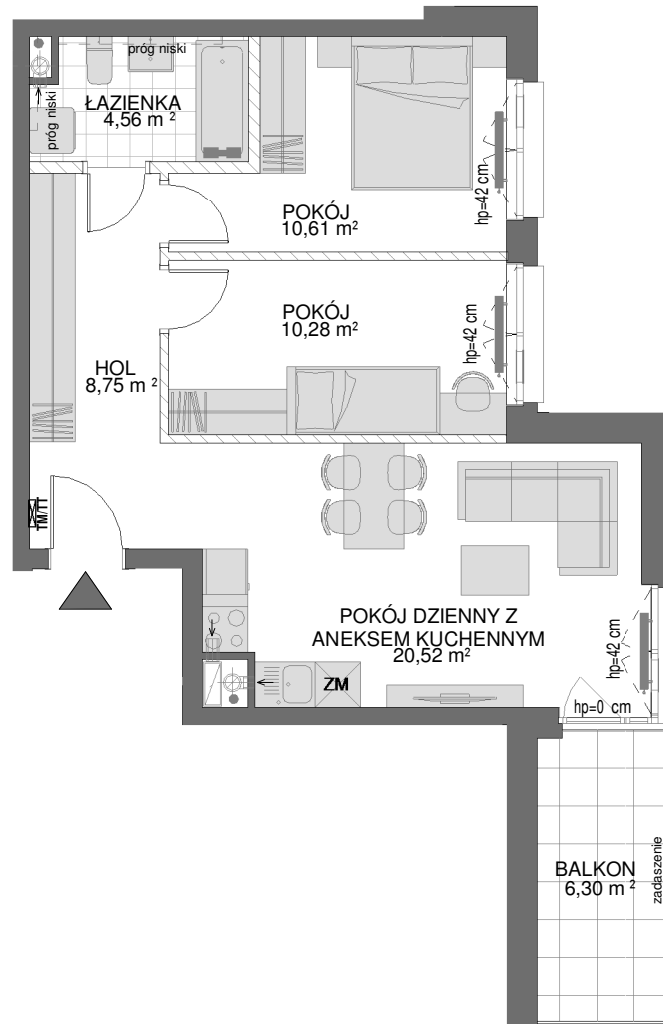 próg niski
ŁAZIENKA
4,56 m ²
próg niski
POKÓJ
10,61 m²
hp=42 cm
POKÓJ
10,28 m²
hp=42 cm
HOL
8,75 m ²
TM/TT
POKÓJ DZIENNY Z
ANEKSEM KUCHENNYM
20,52 m²
hp=42 cm
ZM
hp=0 cm
BALKON
6,30 m ²
zadaszenie